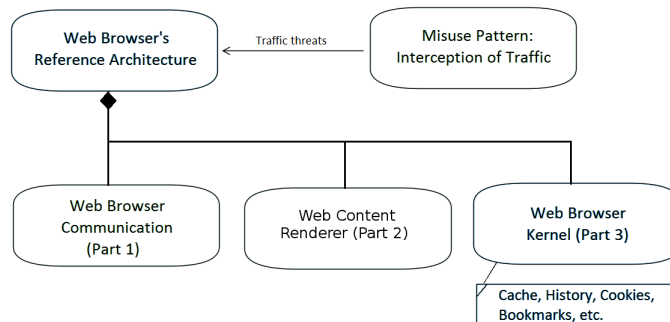 Web Browser's
Reference Architecture
Traffic threats
Misuse Pattern:
Interception of Traffic
Web Browser
Communication
(Part 1)
Web Content
Renderer (Part 2)
Web Browser
Kernel (Part 3)
Cache, History, Cookies,
Bookmarks, etc.